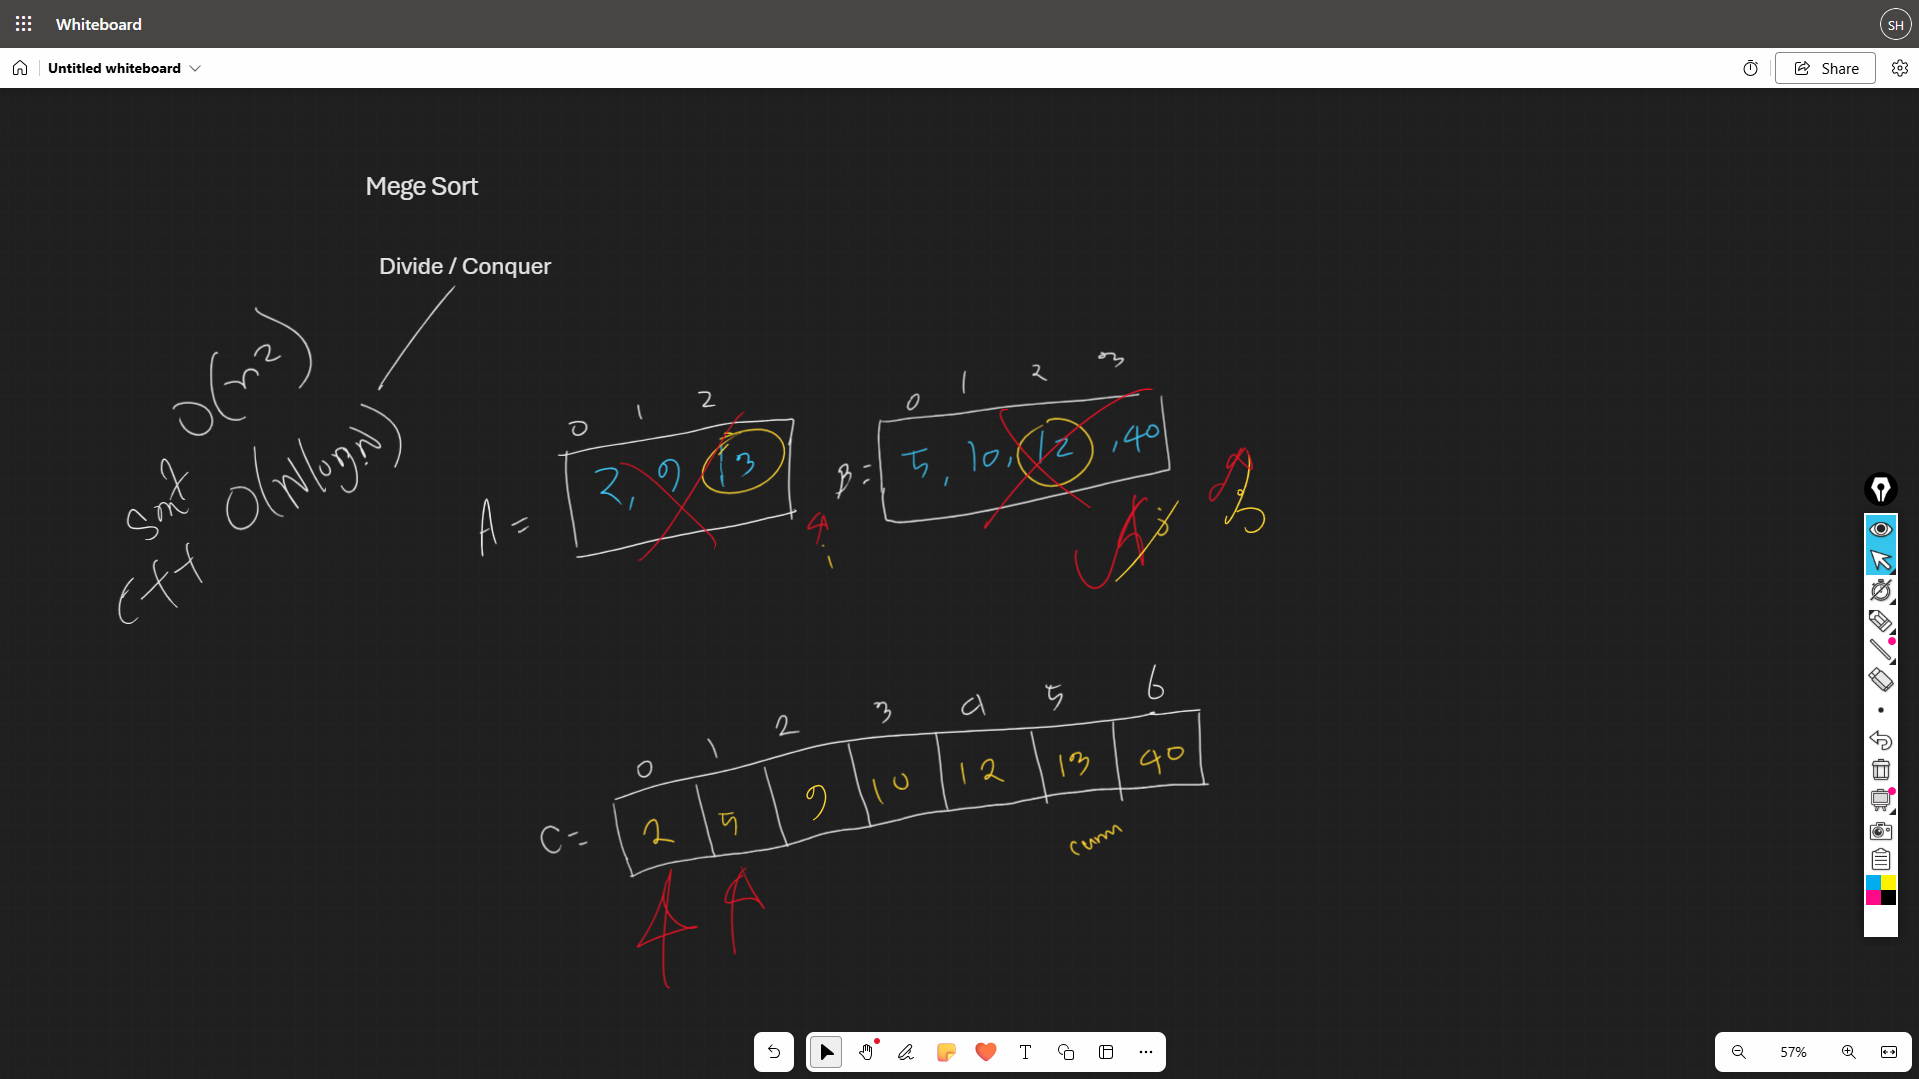 Whiteboard
SH
Untitled whiteboard
Share
Mege Sort
Divide / Conquer
O(n²)
O(N log N)
sort
C++
0 1 2
A = 2, 9 13
i
0 1 2 3
B = 5, 10, 12, 40
j
0 1 2 3 4 5 6
C = 2 5 9 10 12 13 40
57%